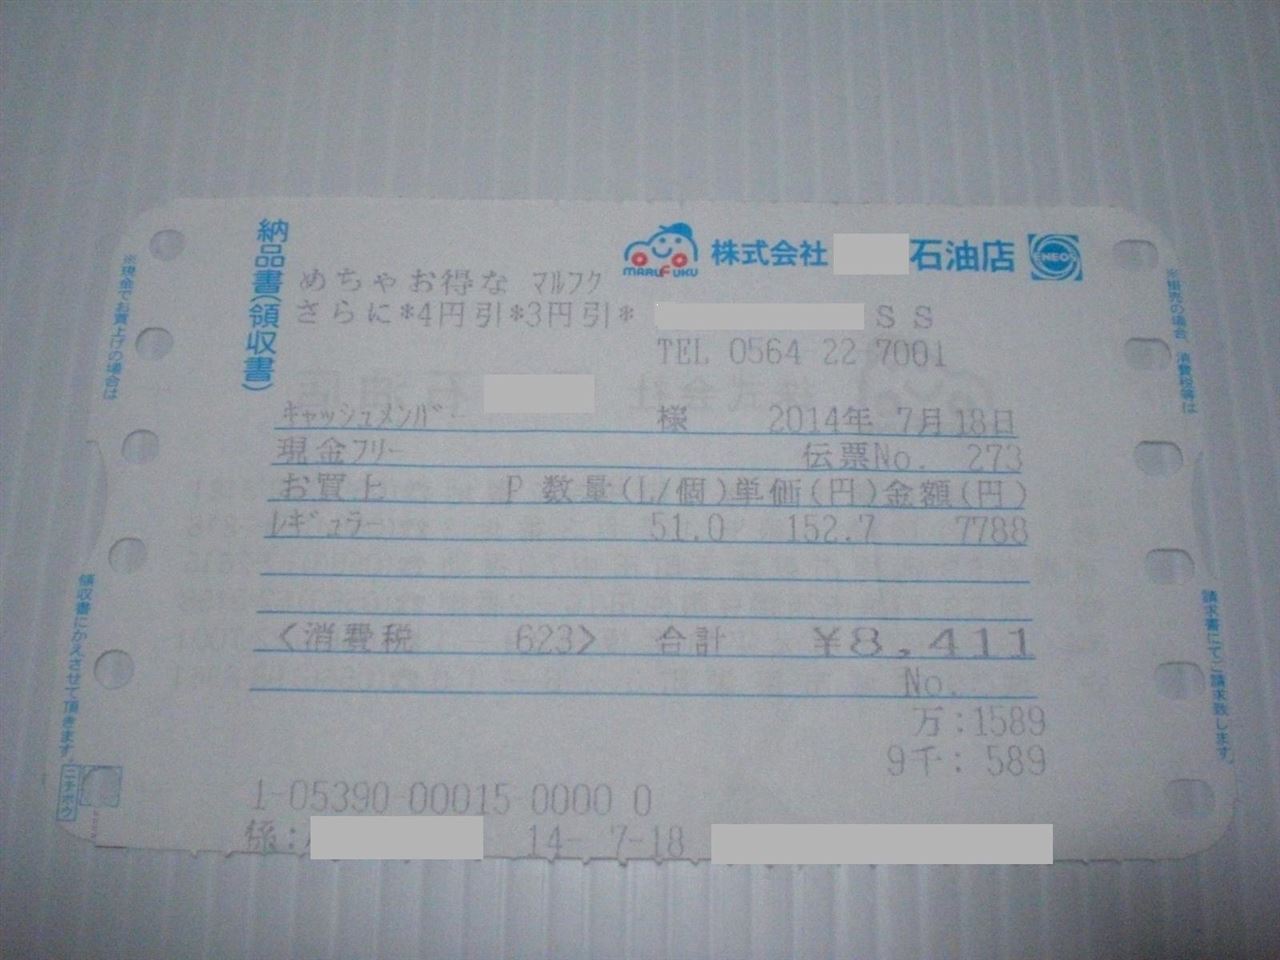 納品書(領収書)
MARUFUKU
株式会社 石油店
ENEOS
めちゃお得な マルフク
さらに*4円引*3円引*
SS
TEL 0564 22 7001
キャッシュメンバー 様 2014年 7月18日
現金フリー 伝票No. 273
お買上 P 数量(L/個)単価(円)金額(円)
レギュラー 51.0 152.7 7788
<消費税 623> 合計 ¥8,411
No.
万:1589
9千: 589
1-05390-00015-0000 0
係: 14- 7-18
※現金でお買上げの場合は
領収書にかえさせて頂きます。
ニチボウ
※掛売の場合、消費税等は
請求書にてご請求致します。